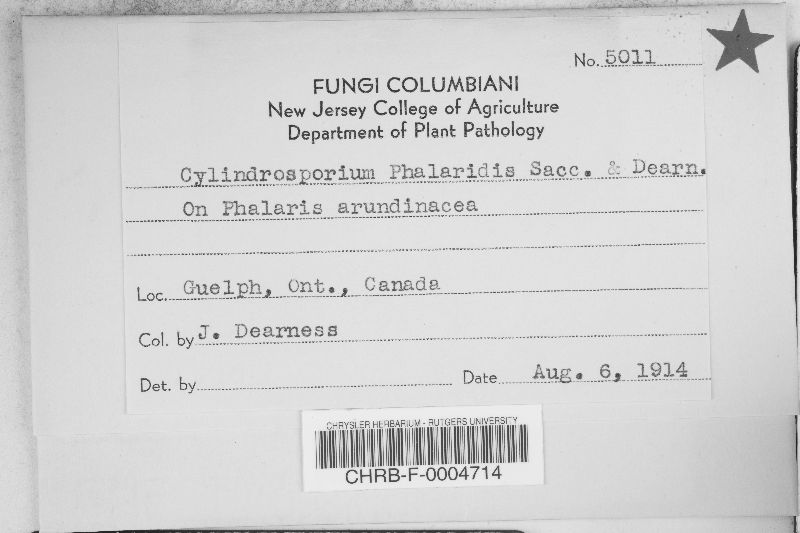 No. 5011
FUNGI COLUMBIANI
New Jersey College of Agriculture
Department of Plant Pathology
Cylindrosporium Phalaridis Sacc. & Dearn.
On Phalaris arundinacea
Loc. Guelph, Ont., Canada
Col. by J. Dearness
Det. by
Date Aug. 6, 1914
CHRYSLER HERBARIUM - RUTGERS UNIVERSITY
CHRB-F-0004714